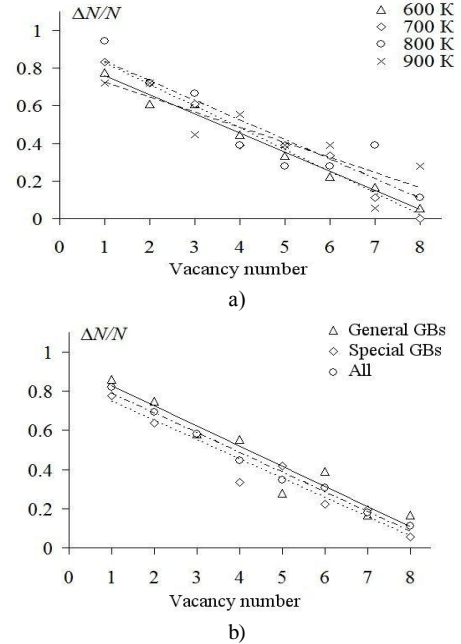 ΔN/N
△ 600 K
◇ 700 K
○ 800 K
× 900 K
1
0.8
0.6
0.4
0.2
0
0 1 2 3 4 5 6 7 8
Vacancy number
a)
ΔN/N
△ General GBs
◇ Special GBs
○ All
1
0.8
0.6
0.4
0.2
0
0 1 2 3 4 5 6 7 8
Vacancy number
b)